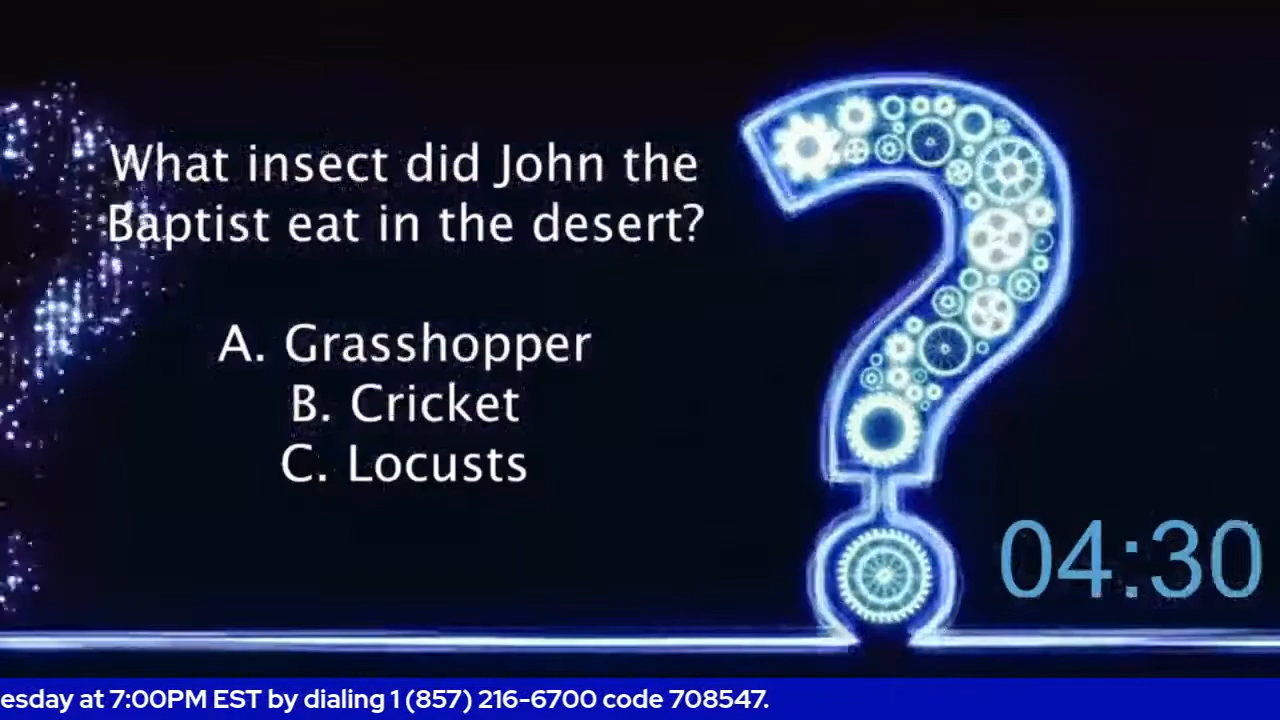 What insect did John the
Baptist eat in the desert?
A. Grasshopper
B. Cricket
C. Locusts
04:30
esday at 7:00PM EST by dialing 1 (857) 216-6700 code 708547.